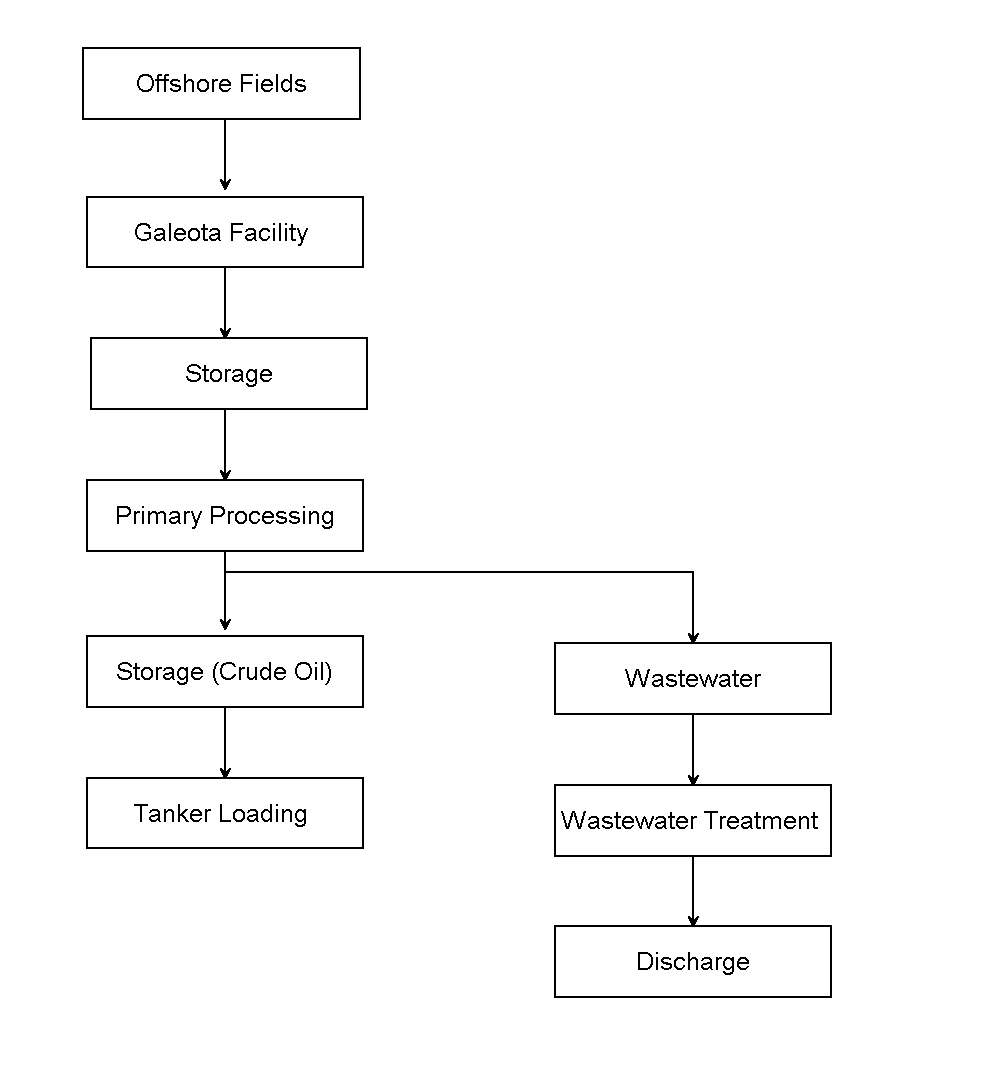 Offshore Fields
Galeota Facility
Storage
Primary Processing
Storage (Crude Oil)
Wastewater
Tanker Loading
Wastewater Treatment
Discharge